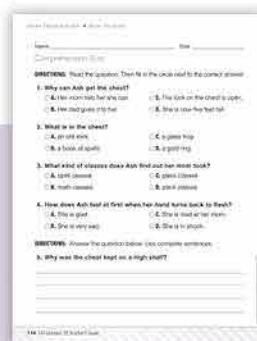 Name
Comprehension Quiz
DIRECTIONS: Read the question. Then fill in the circle next to the correct answer.
1. Why can Ash get the chest?
A. Her mom tells her she can. C. The lock on the chest is open.
B. Her dad gives it to her. D. She is now five feet tall.
2. What is in the chest?
A. an old sock C. a glass frog
B. a book of spells D. a gold ring
3. What kind of classes does Ash find out her mom took?
A. spell classes C. glass classes
B. math classes D.
4. How does Ash feel at first when her hand turns back to flesh?
A. She is glad. C. She is mad at her mom.
B. She is very sad. D. She is in shock.
DIRECTIONS: Answer the question below. Use complete sentences.
5. Why was the chest kept on a high shelf?